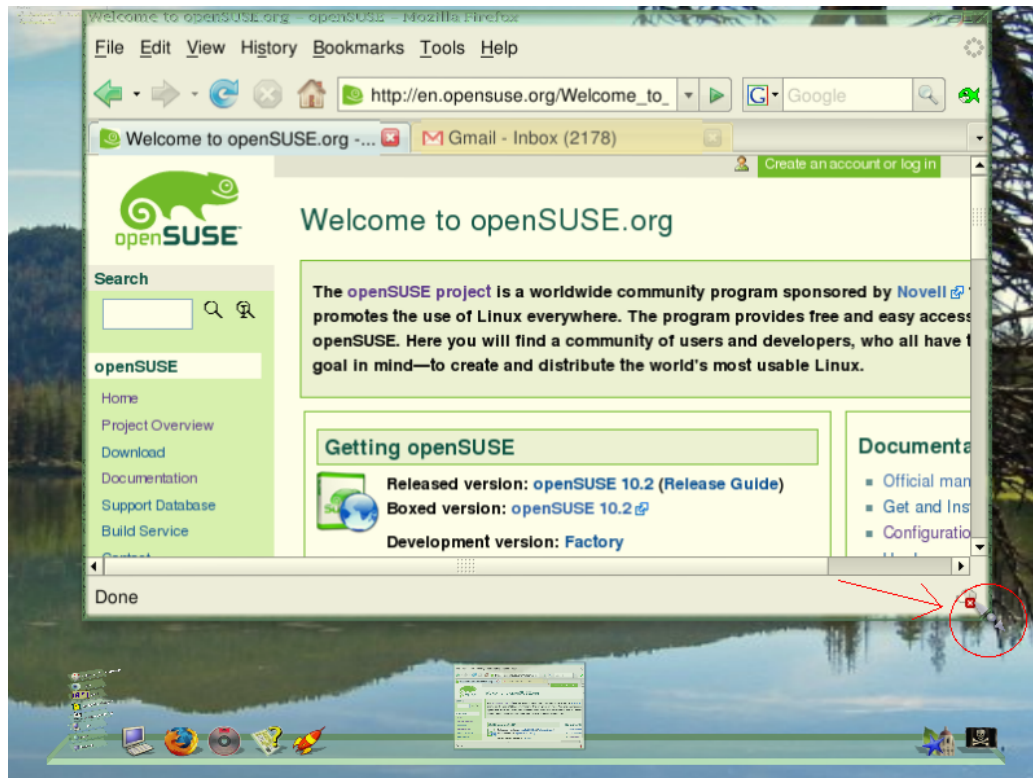 Welcome to openSUSE.org - openSUSE - Mozilla Firefox
File Edit View History Bookmarks Tools Help
http://en.opensuse.org/Welcome_to_
G Google
Welcome to openSUSE.org -...
Gmail - Inbox (2178)
Create an account or log in
openSUSE
Welcome to openSUSE.org
Search
The openSUSE project is a worldwide community program sponsored by Novell
promotes the use of Linux everywhere. The program provides free and easy access
openSUSE. Here you will find a community of users and developers, who all have
goal in mind—to create and distribute the world's most usable Linux.
openSUSE
Home
Project Overview
Download
Documentation
Support Database
Build Service
Getting openSUSE
Released version: openSUSE 10.2 (Release Guide)
Boxed version: openSUSE 10.2
Development version: Factory
Documenta
Official man
Get and Ins
Configuratio
Done